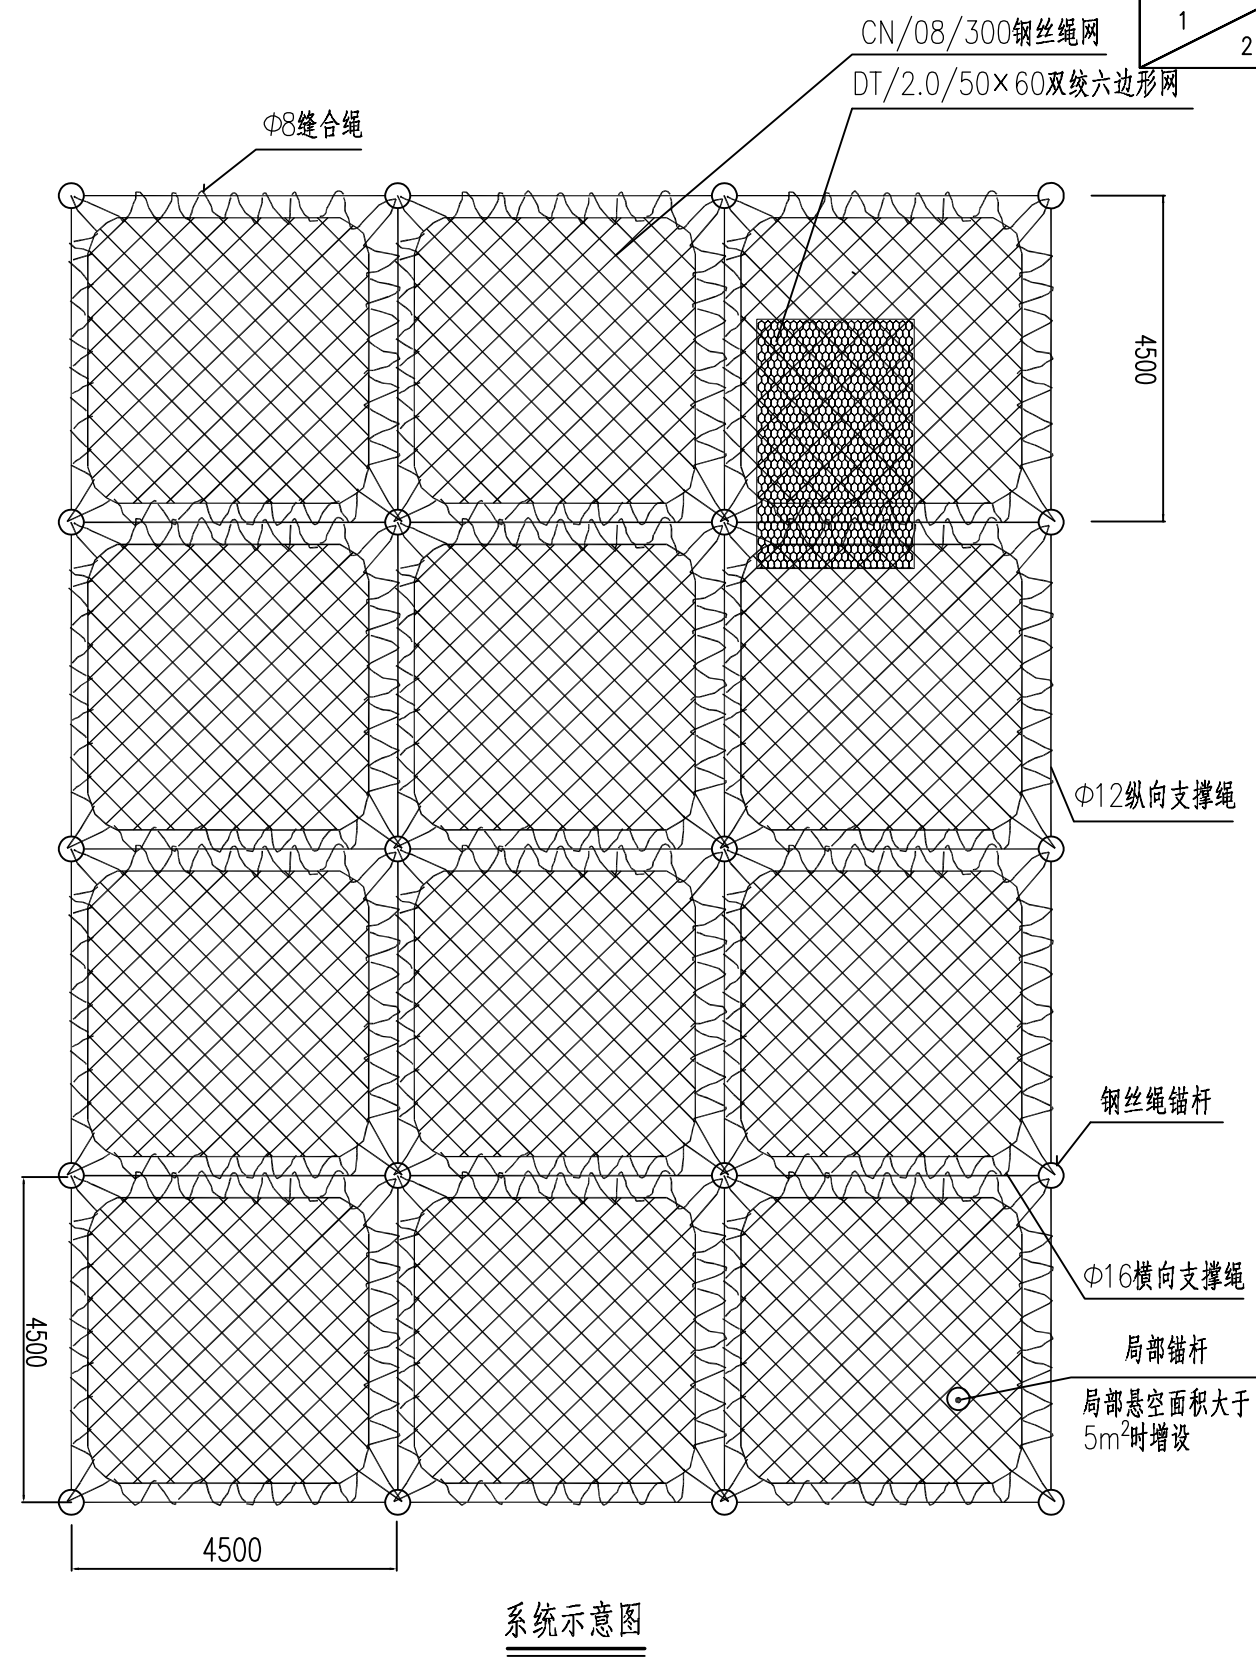 1
2
CN/08/300钢丝绳网
DT/2.0/50×60双绞六边形网
Φ8缝合绳
4500
Φ12纵向支撑绳
钢丝绳锚杆
Φ16横向支撑绳
局部锚杆
局部悬空面积大于
5m²时增设
4500
4500
系统示意图